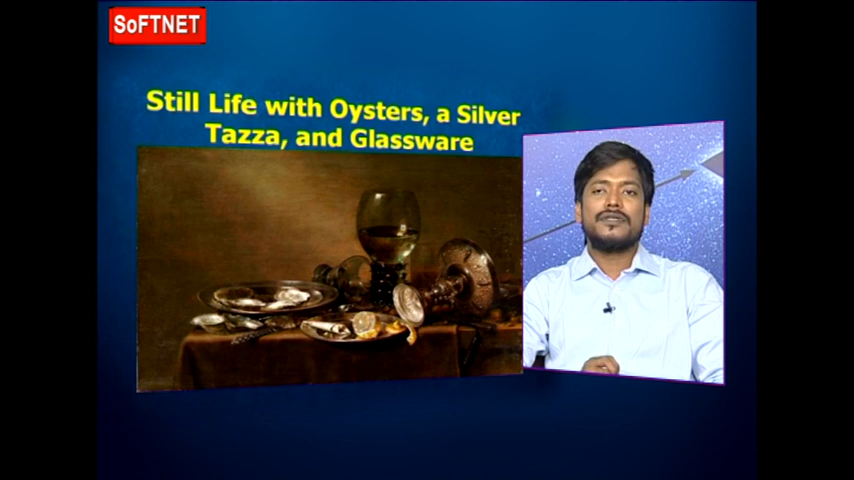 SoFTNET
Still Life with Oysters, a Silver
Tazza, and Glassware